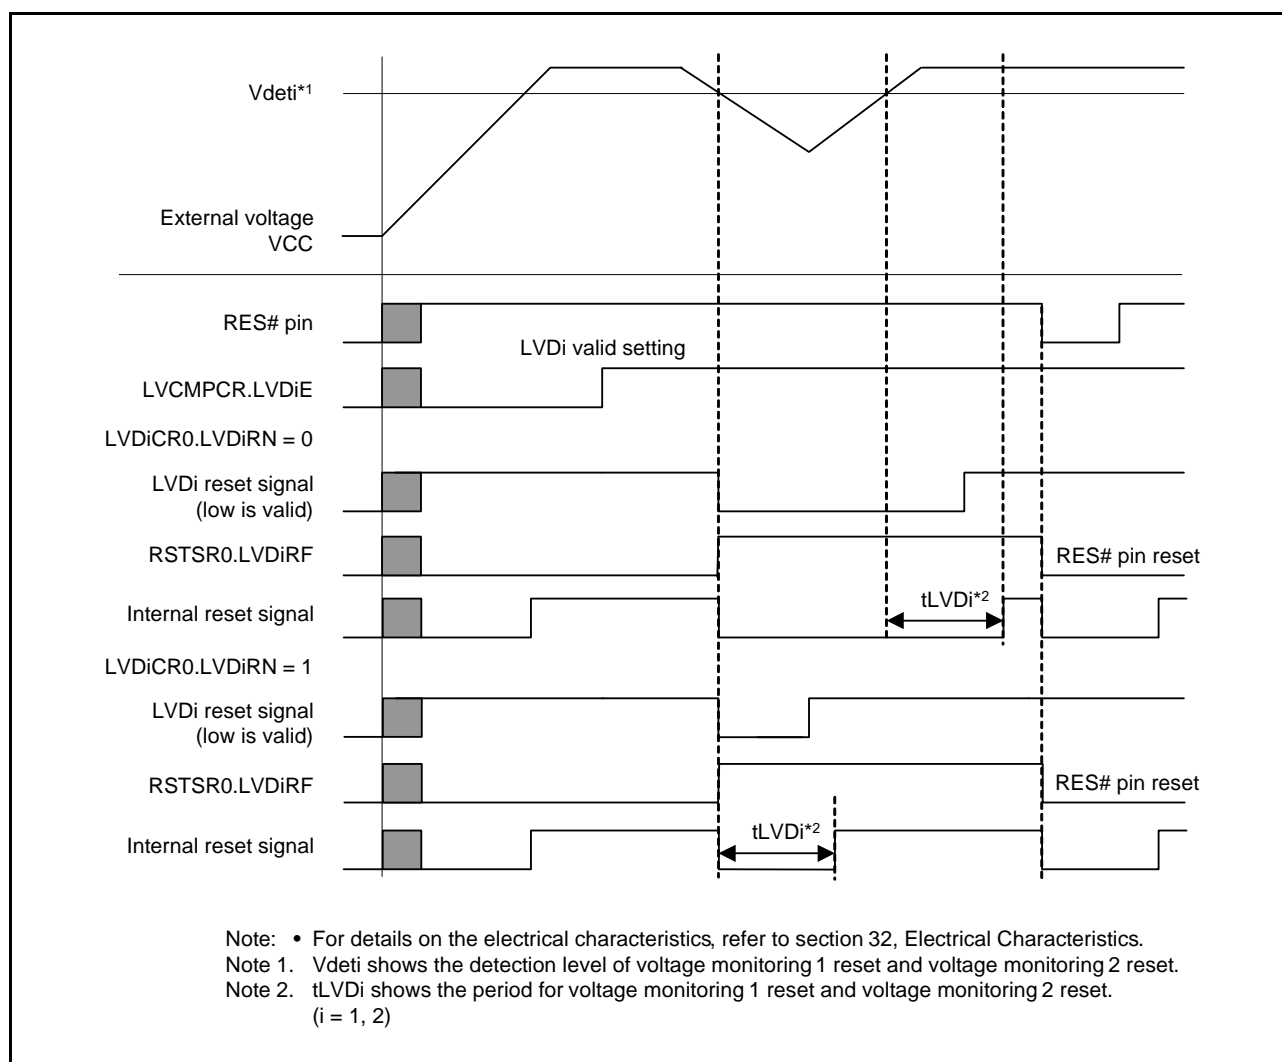 Vdeti*1
External voltage
VCC
RES# pin
LVDi valid setting
LVCMPCR.LVDiE
LVDiCR0.LVDiRN = 0
LVDi reset signal
(low is valid)
RSTSR0.LVDiRF
RES# pin reset
tLVDi*2
Internal reset signal
LVDiCR0.LVDiRN = 1
LVDi reset signal
(low is valid)
RSTSR0.LVDiRF
RES# pin reset
tLVDi*2
Internal reset signal
Note: • For details on the electrical characteristics, refer to section 32, Electrical Characteristics.
Note 1. Vdeti shows the detection level of voltage monitoring 1 reset and voltage monitoring 2 reset.
Note 2. tLVDi shows the period for voltage monitoring 1 reset and voltage monitoring 2 reset.
(i = 1, 2)